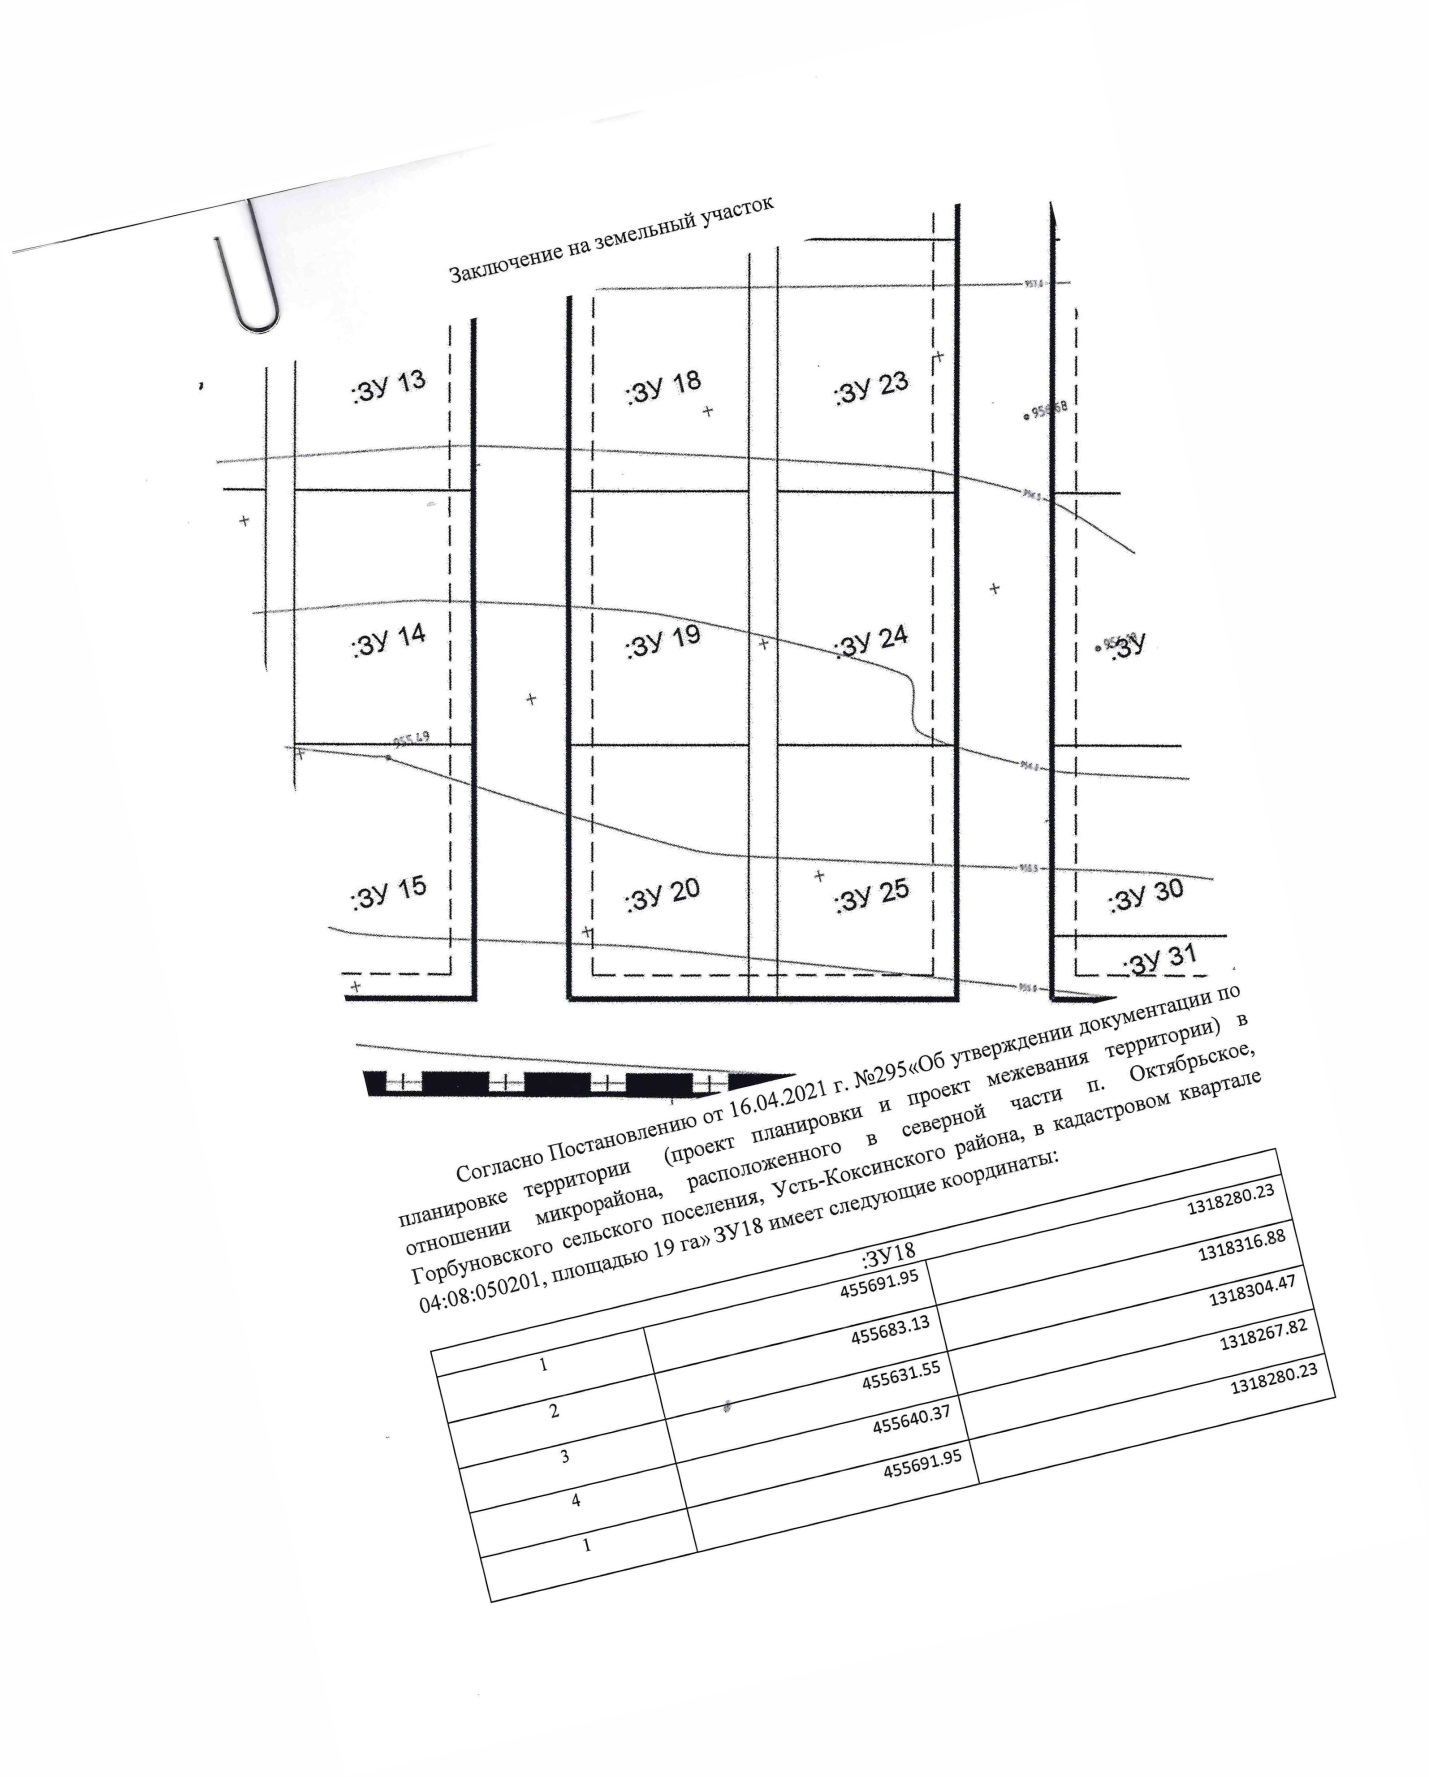 Заключение на земельный участок
957.0
:ЗУ 13
:ЗУ 18
:ЗУ 23
:ЗУ 14
:ЗУ 19
:ЗУ 24
:ЗУ
955.49
:ЗУ 15
:ЗУ 20
:ЗУ 25
:ЗУ 30
:ЗУ 31
Согласно Постановлению от 16.04.2021 г. №295«Об утверждении документации по
планировке территории (проект планировки и проект межевания территории) в
отношении микрорайона, расположенного в северной части п. Октябрьское,
Горбуновского сельского поселения, Усть-Коксинского района, в кадастровом квартале
04:08:050201, площадью 19 га» ЗУ18 имеет следующие координаты:
:ЗУ18
1 455691.95 1318280.23
2 455683.13 1318316.88
3 455631.55 1318304.47
4 455640.37 1318267.82
1 455691.95 1318280.23